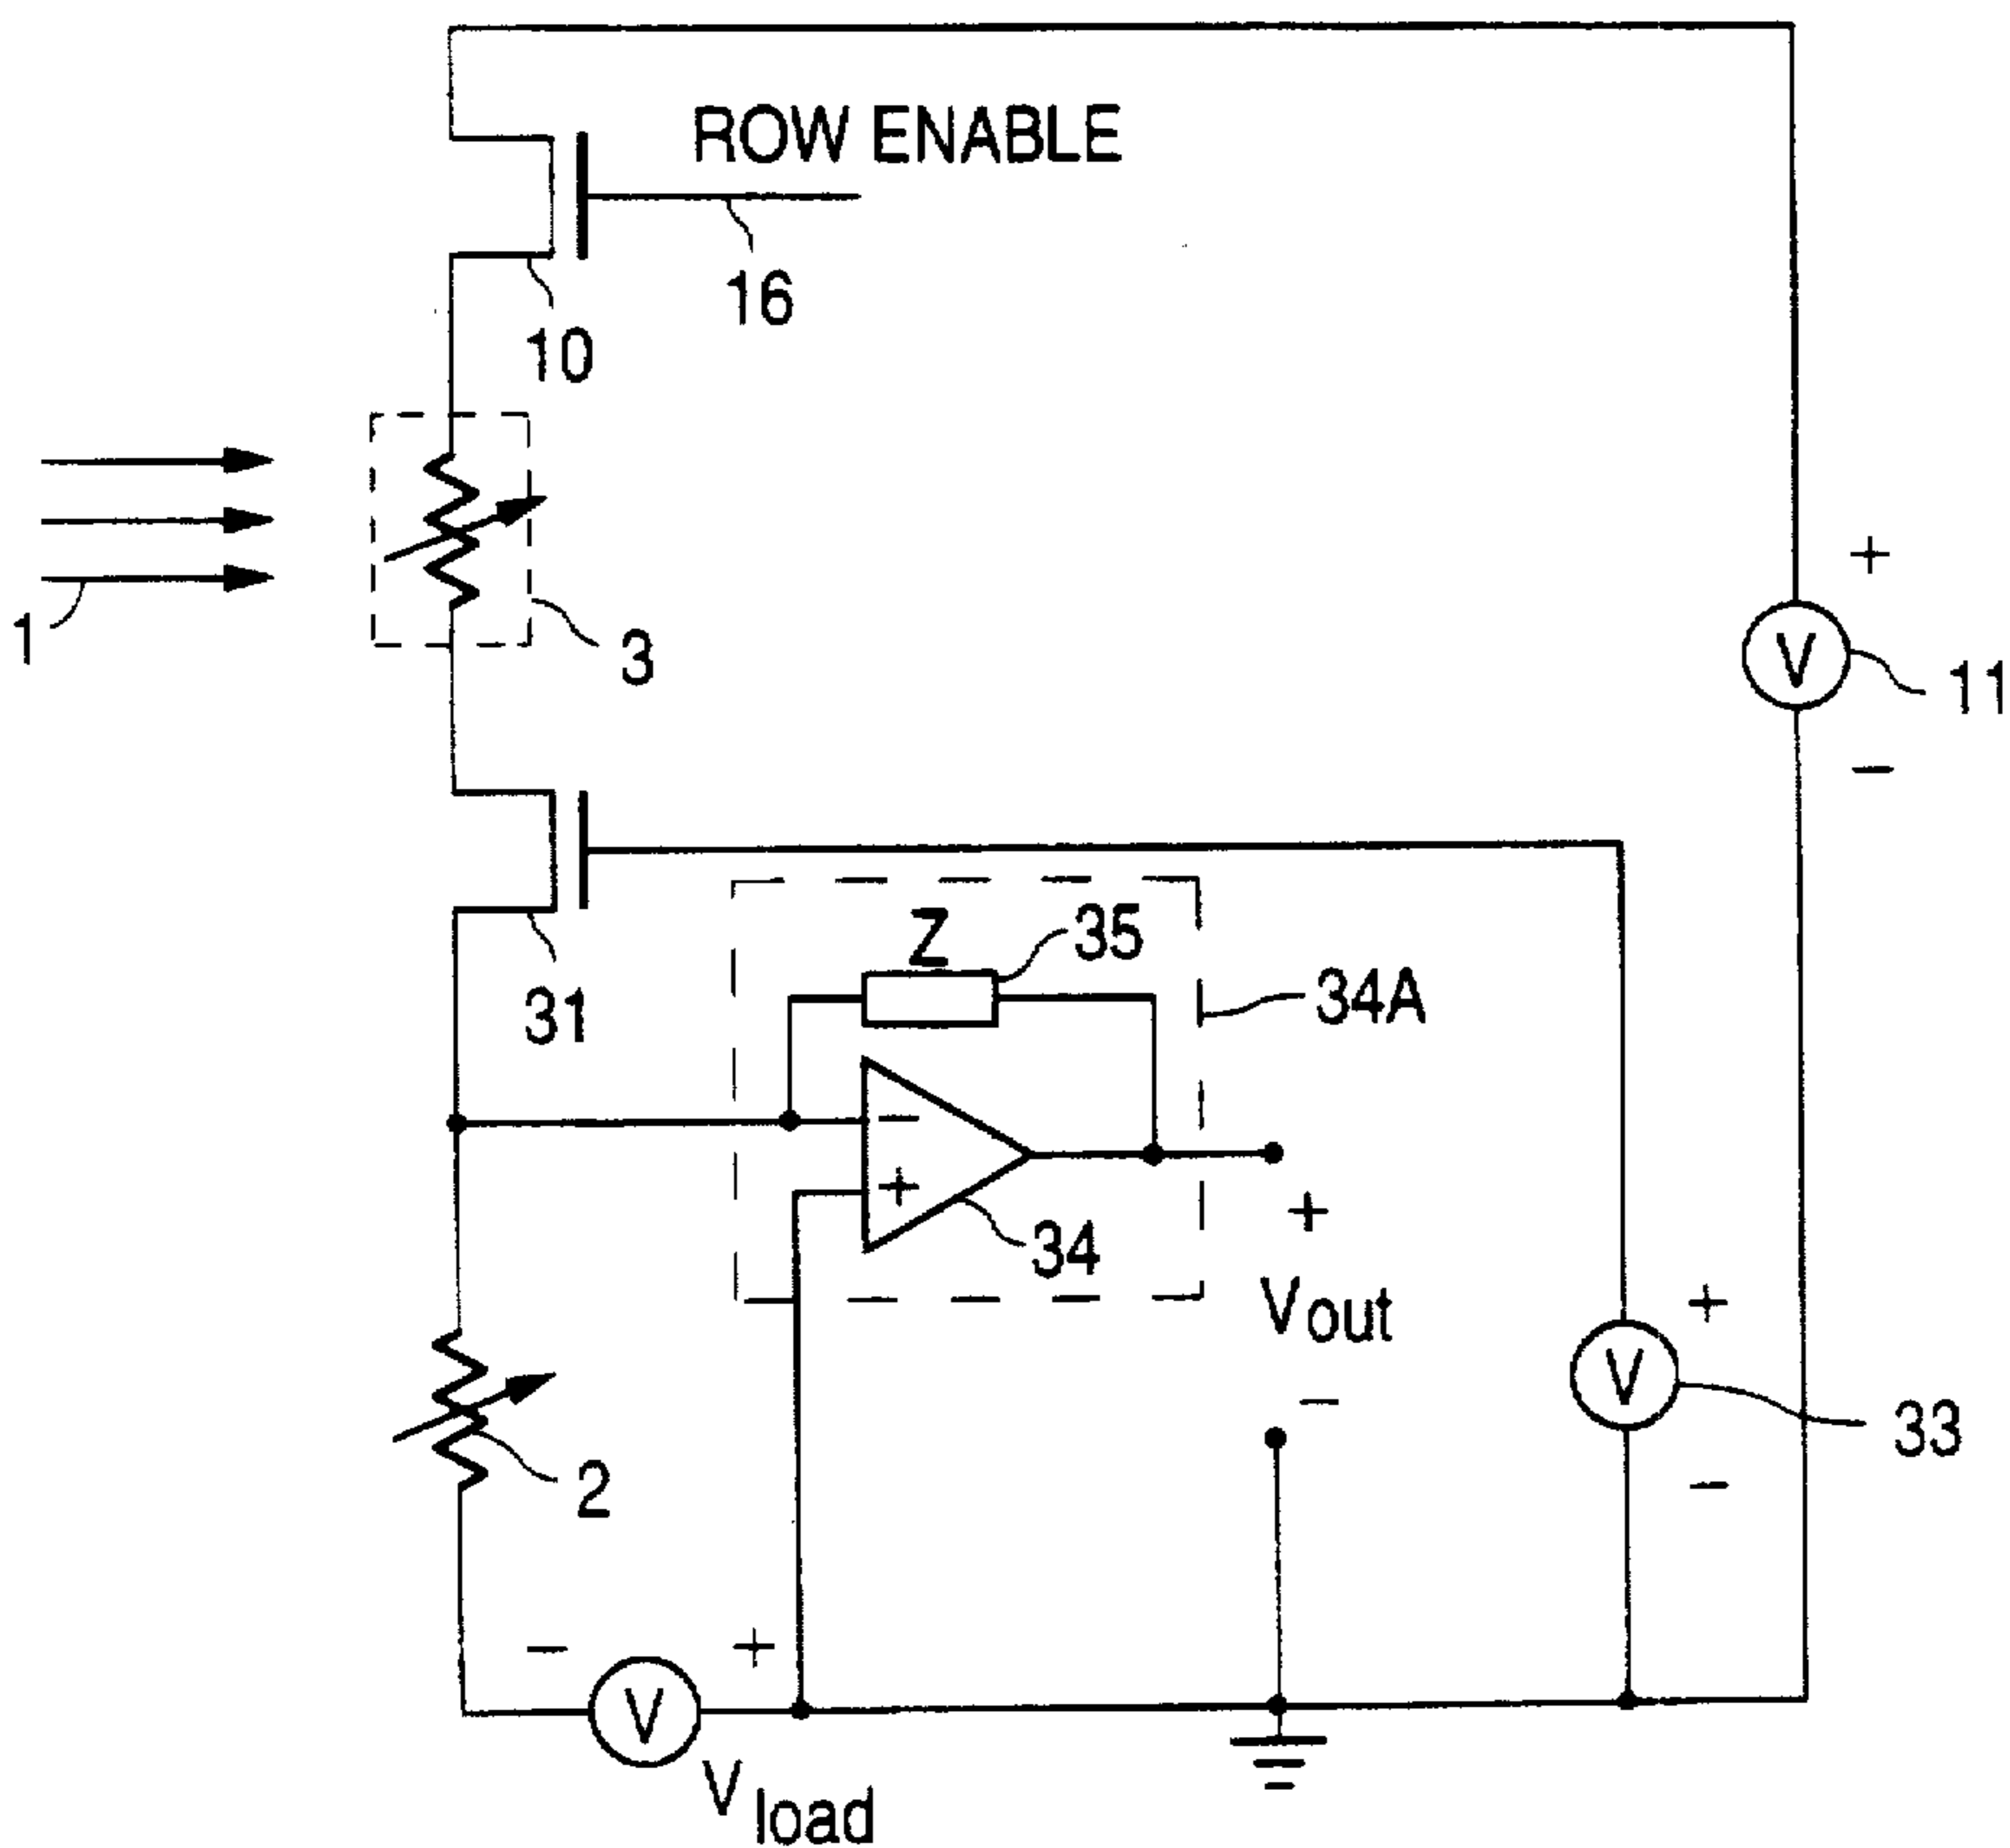 ROW ENABLE
16
10
+
1
3
V
11
−
Z
35
34A
31
−
+
34
+
Vout
−
+
V
33
−
2
−
+
V
Vload